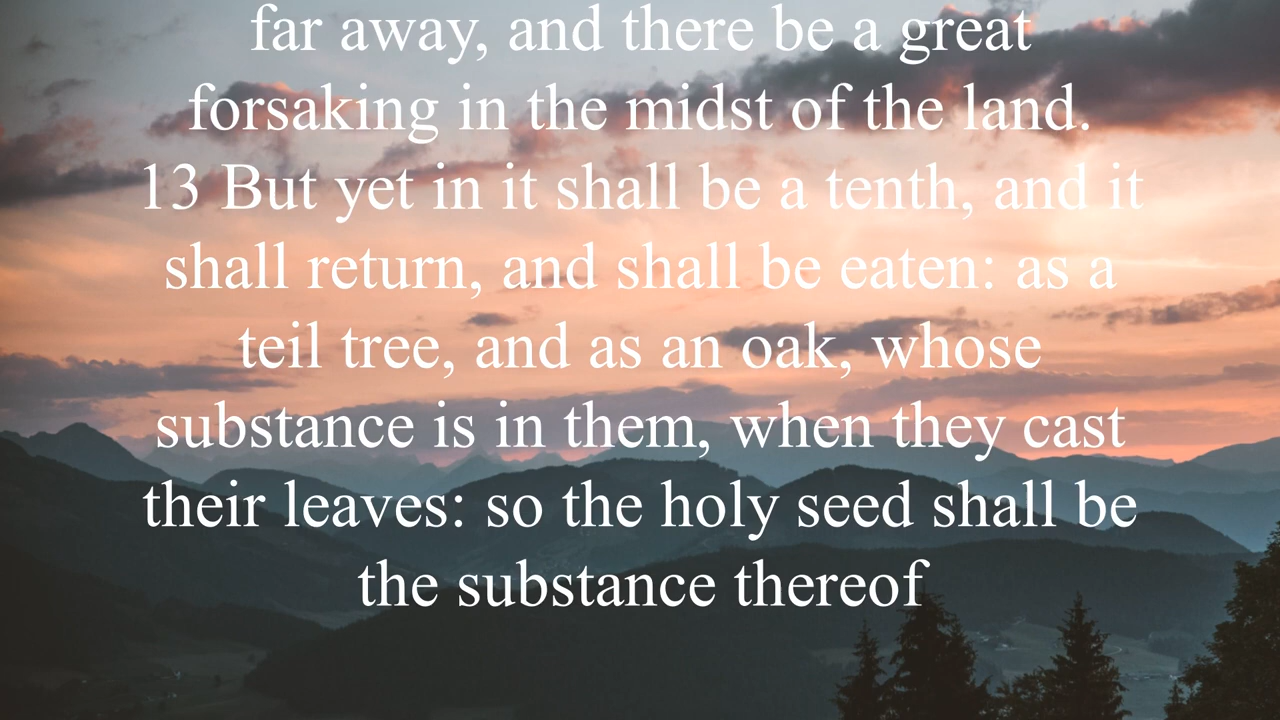 far away, and there be a great
forsaking in the midst of the land.
13 But yet in it shall be a tenth, and it
shall return, and shall be eaten: as a
teil tree, and as an oak, whose
substance is in them, when they cast
their leaves: so the holy seed shall be
the substance thereof